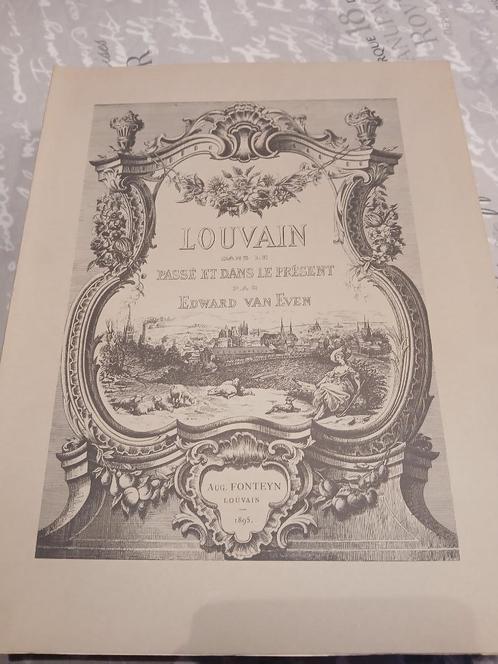 LOUVAIN
DANS LE
PASSÉ ET DANS LE PRÉSENT
PAR
EDWARD VAN EVEN
AUG. FONTEYN
LOUVAIN
—
1895.